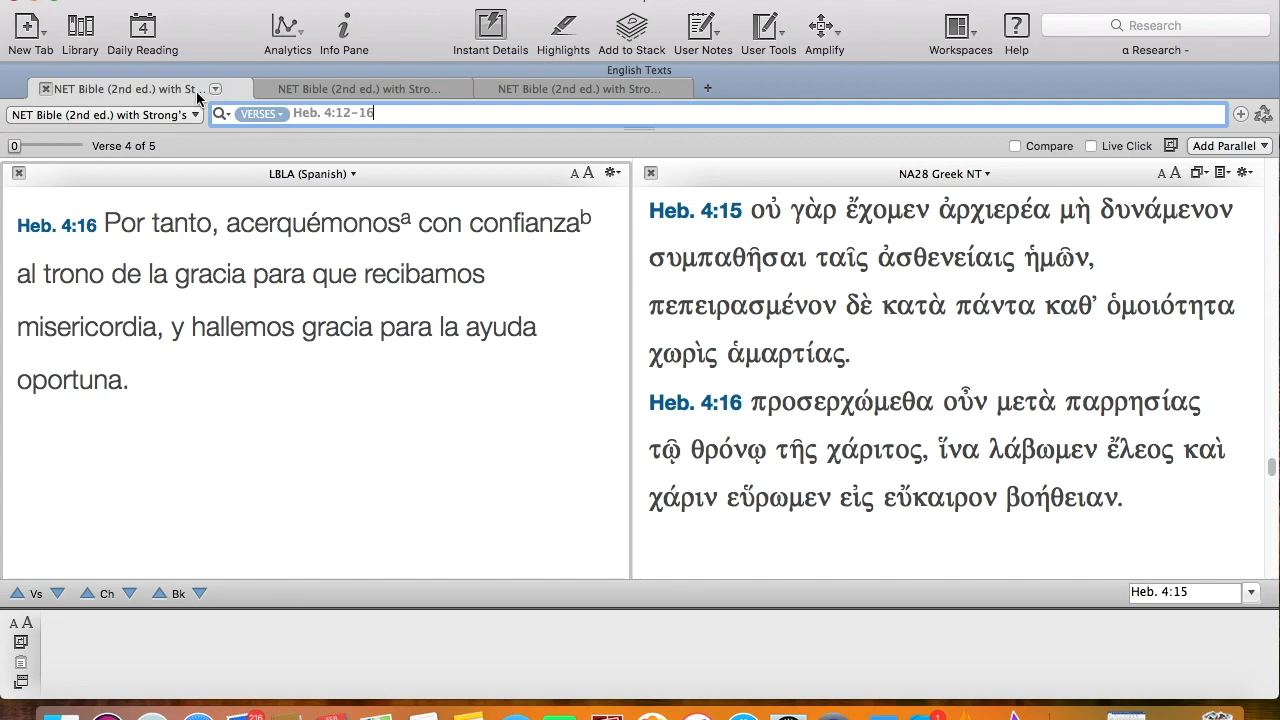 4
New Tab Library Daily Reading Analytics Info Pane Instant Details Highlights Add to Stack User Notes User Tools Amplify Workspaces Help Research
α Research -
English Texts
NET Bible (2nd ed.) with St... NET Bible (2nd ed.) with Stro... NET Bible (2nd ed.) with Stro... +
NET Bible (2nd ed.) with Strong's VERSES Heb. 4:12-16
0 Verse 4 of 5 Compare Live Click Add Parallel
LBLA (Spanish) A A
Heb. 4:16 Por tanto, acerquémonosᵃ con confianzaᵇ
al trono de la gracia para que recibamos
misericordia, y hallemos gracia para la ayuda
oportuna.
NA28 Greek NT A A
Heb. 4:15 οὐ γὰρ ἔχομεν ἀρχιερέα μὴ δυνάμενον
συμπαθῆσαι ταῖς ἀσθενείαις ἡμῶν,
πεπειρασμένον δὲ κατὰ πάντα καθ’ ὁμοιότητα
χωρὶς ἁμαρτίας.
Heb. 4:16 προσερχώμεθα οὖν μετὰ παρρησίας
τῷ θρόνῳ τῆς χάριτος, ἵνα λάβωμεν ἔλεος καὶ
χάριν εὕρωμεν εἰς εὔκαιρον βοήθειαν.
Vs Ch Bk Heb. 4:15
A A
216 1